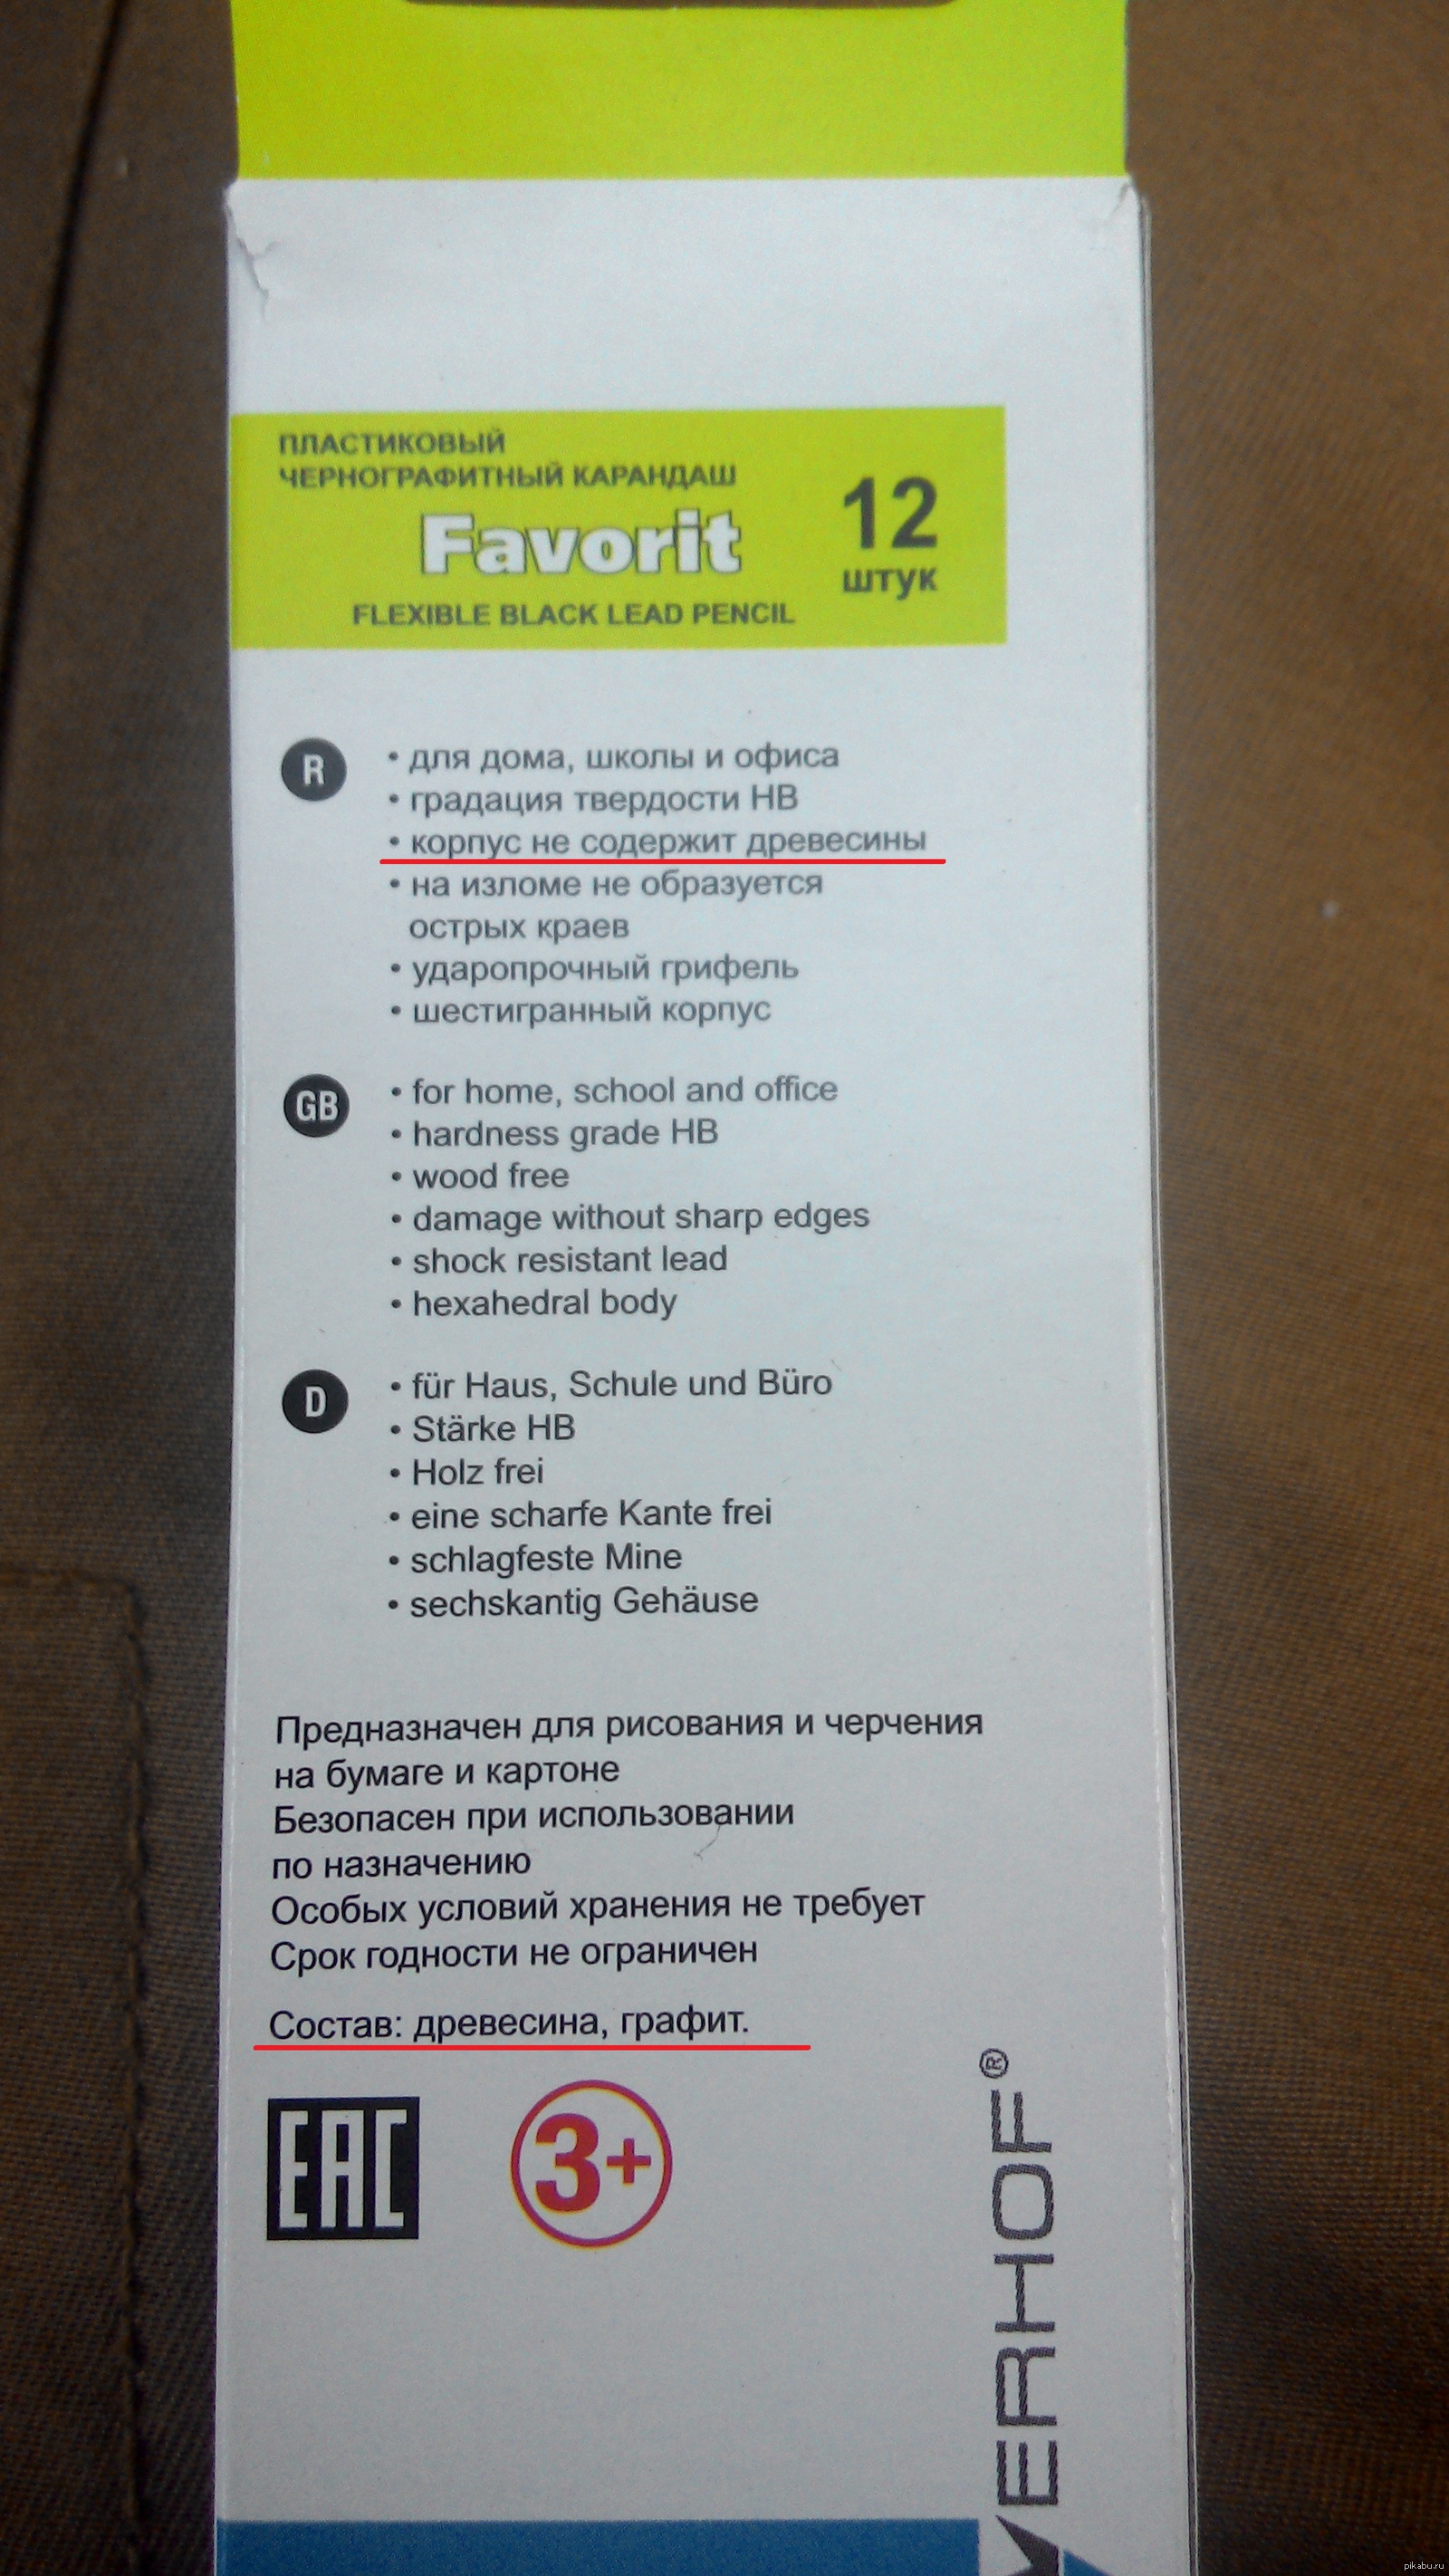 ПЛАСТИКОВЫЙ
ЧЕРНОГРАФИТНЫЙ КАРАНДАШ
Favorit
FLEXIBLE BLACK LEAD PENCIL
12
штук
R
• для дома, школы и офиса
• градация твердости HB
• корпус не содержит древесины
• на изломе не образуется
острых краев
• ударопрочный грифель
• шестигранный корпус
GB
• for home, school and office
• hardness grade HB
• wood free
• damage without sharp edges
• shock resistant lead
• hexahedral body
D
• für Haus, Schule und Büro
• Stärke HB
• Holz frei
• eine scharfe Kante frei
• schlagfeste Mine
• sechskantig Gehäuse
Предназначен для рисования и черчения
на бумаге и картоне
Безопасен при использовании
по назначению
Особых условий хранения не требует
Срок годности не ограничен
Состав: древесина, графит.
EAC
3+
ERHOF®
pikabu.ru